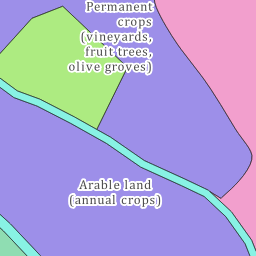 Permanent
crops
(vineyards,
fruit trees,
olive groves)
Arable land
(annual crops)